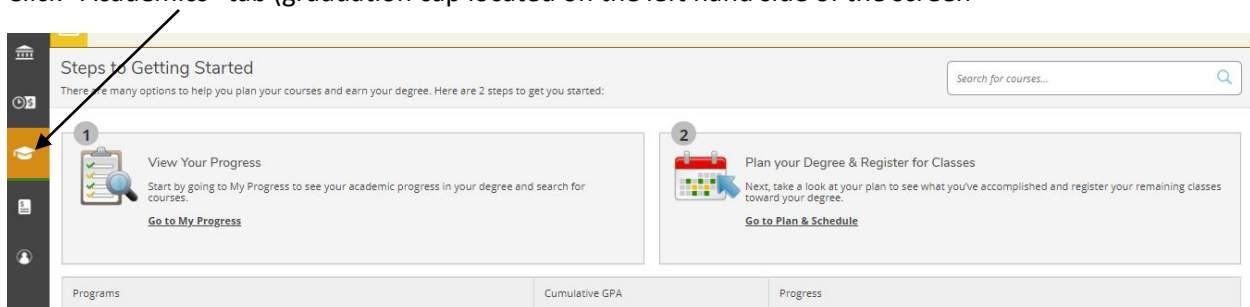 Click "Academics" tab (graduation cap located on the left hand side of the screen
Steps to Getting Started
There are many options to help you plan your courses and earn your degree. Here are 2 steps to get you started:
Search for courses...
1
View Your Progress
Start by going to My Progress to see your academic progress in your degree and search for
courses.
Go to My Progress
2
Plan your Degree & Register for Classes
Next, take a look at your plan to see what you've accomplished and register your remaining classes
toward your degree.
Go to Plan & Schedule
Programs
Cumulative GPA
Progress